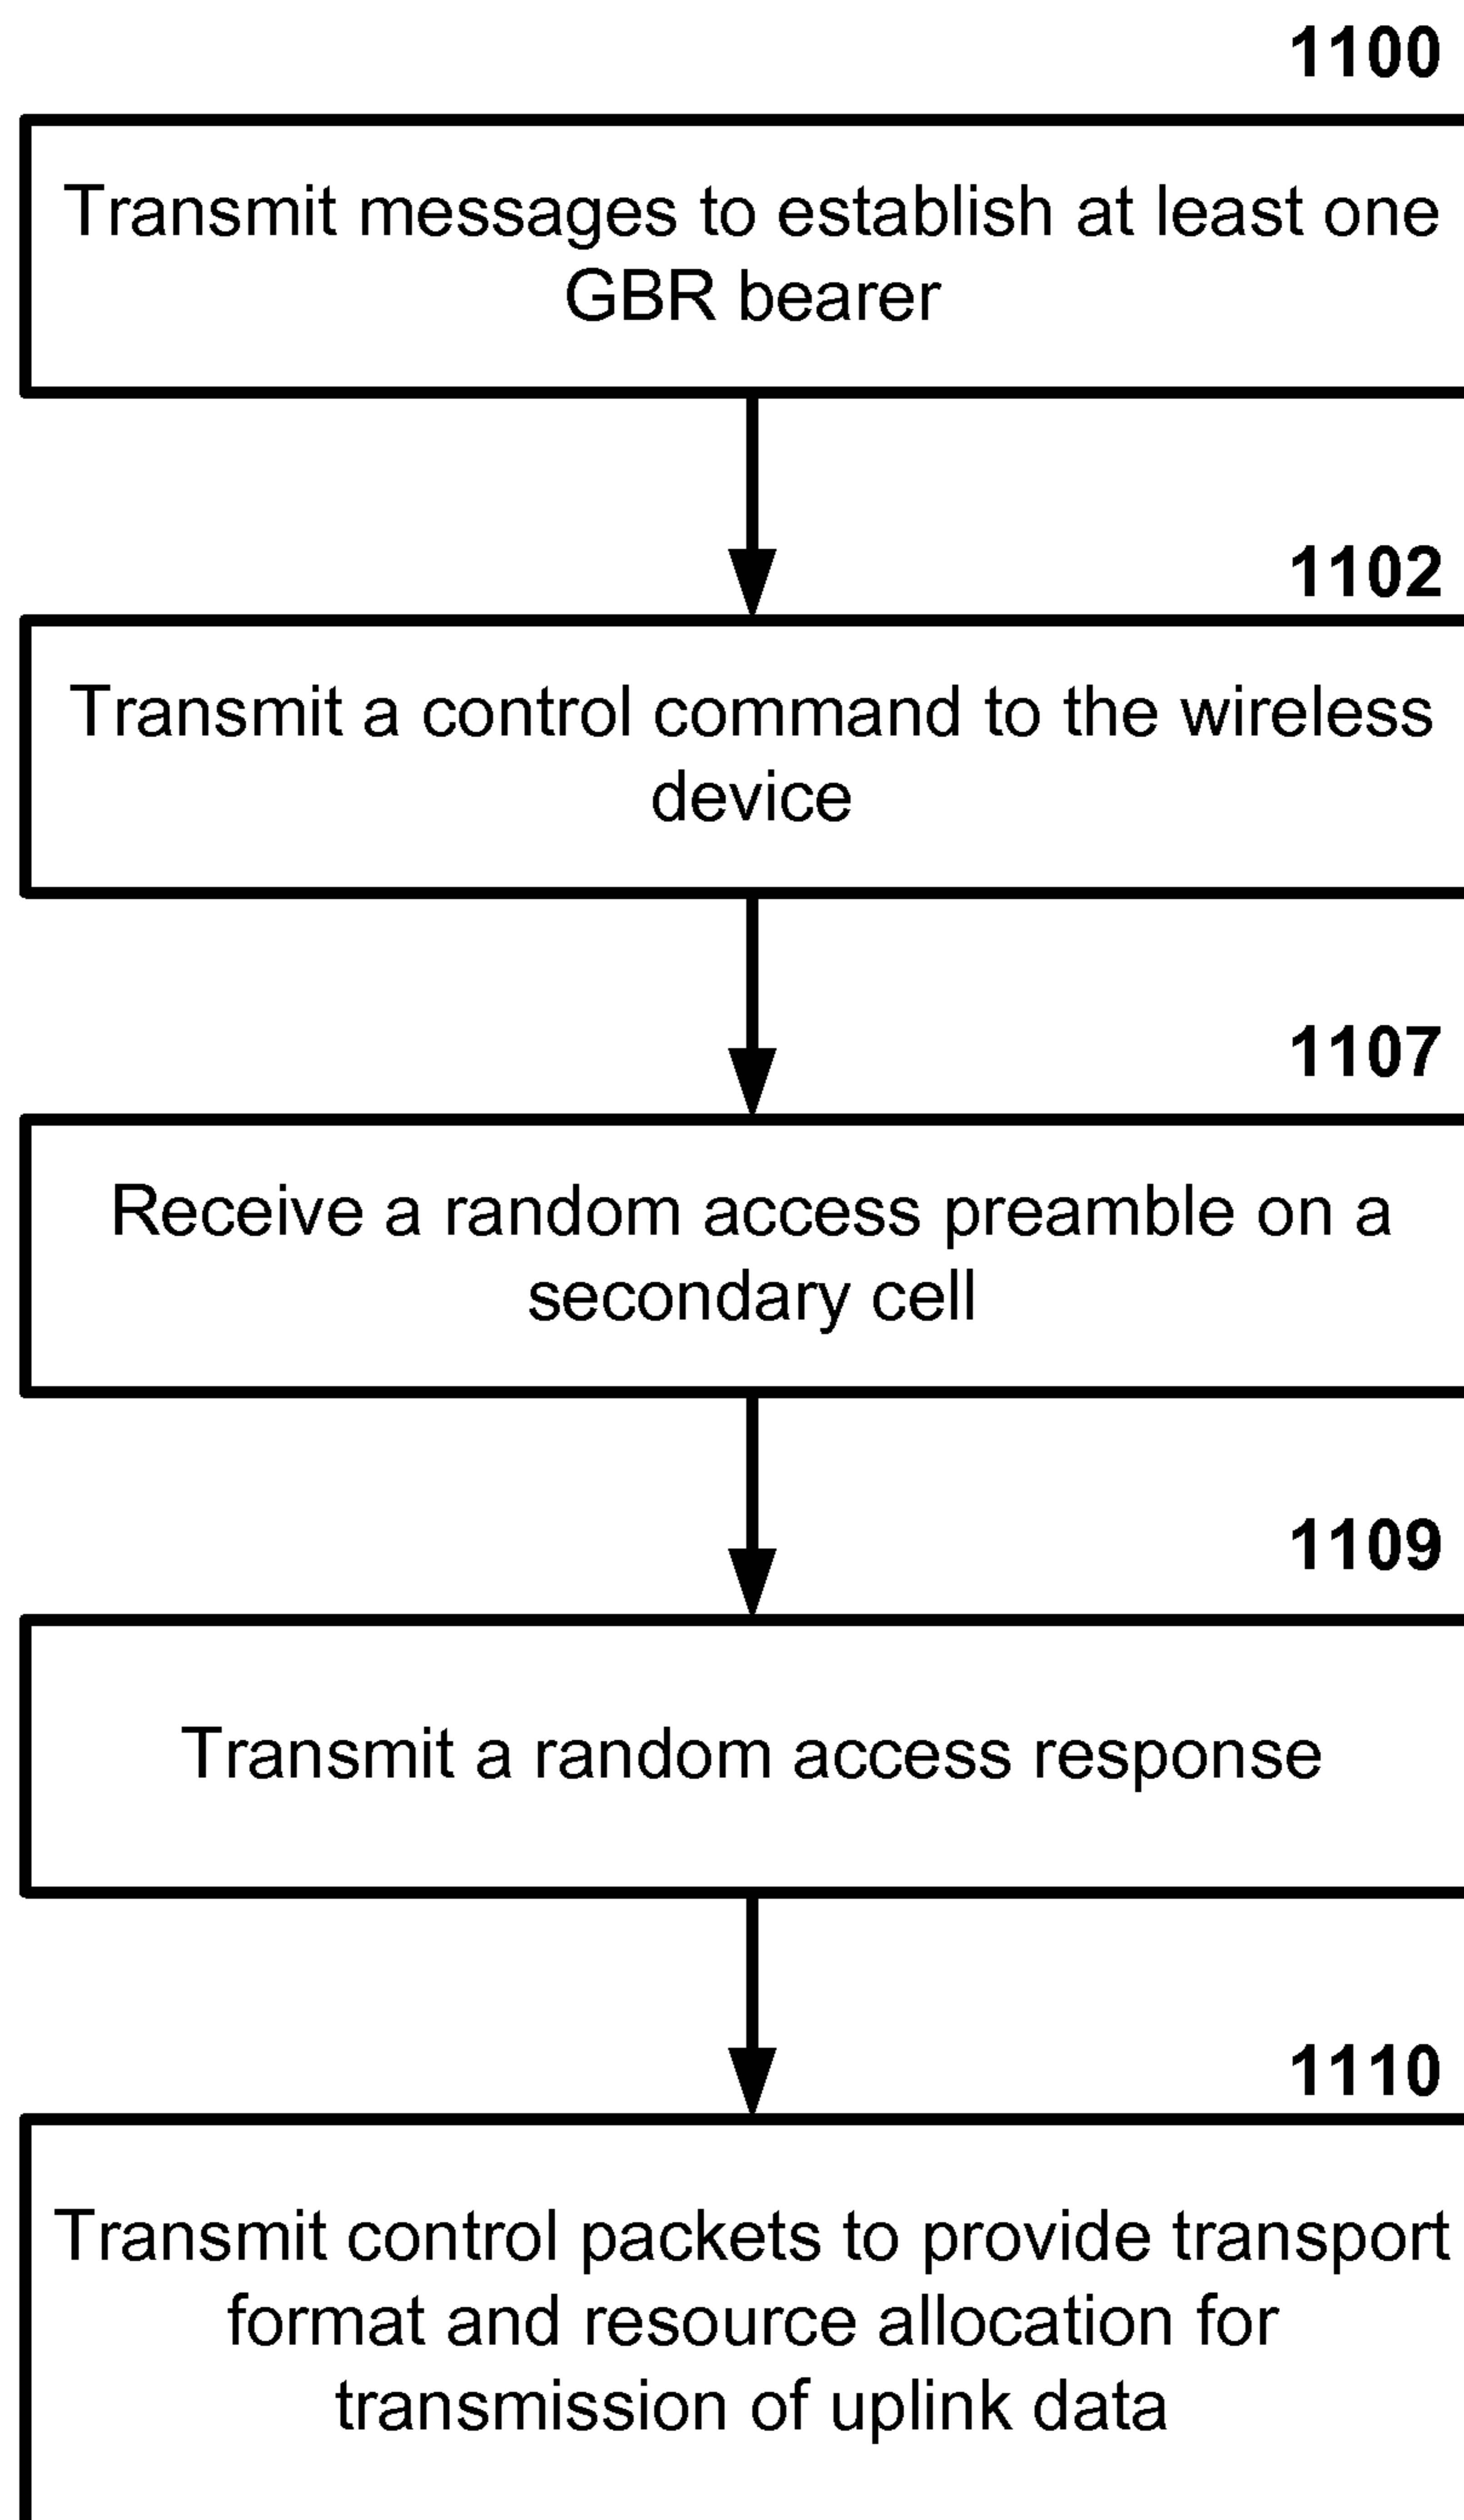 1100
Transmit messages to establish at least one
GBR bearer
1102
Transmit a control command to the wireless
device
1107
Receive a random access preamble on a
secondary cell
1109
Transmit a random access response
1110
Transmit control packets to provide transport
format and resource allocation for
transmission of uplink data